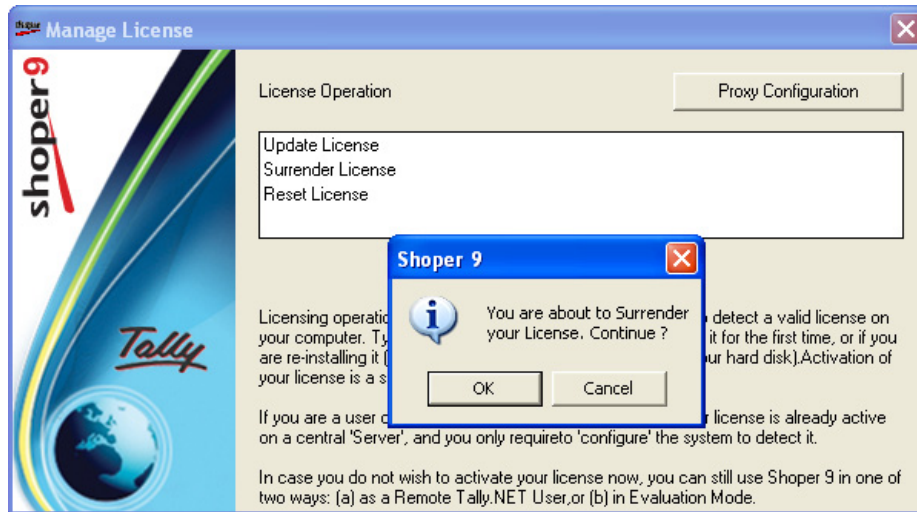 Manage License
shoper9
License Operation
Proxy Configuration
Update License
Surrender License
Reset License
Shoper 9
You are about to Surrender
your License. Continue ?
OK
Cancel
Tally
Licensing operatio detect a valid license on
your computer. Ty it for the first time, or if you
are re-installing it ( ur hard disk).Activation of
your license is a s
If you are a user o r license is already active
on a central 'Server', and you only requireto 'configure' the system to detect it.
In case you do not wish to activate your license now, you can still use Shoper 9 in one of
two ways: (a) as a Remote Tally.NET User,or (b) in Evaluation Mode.